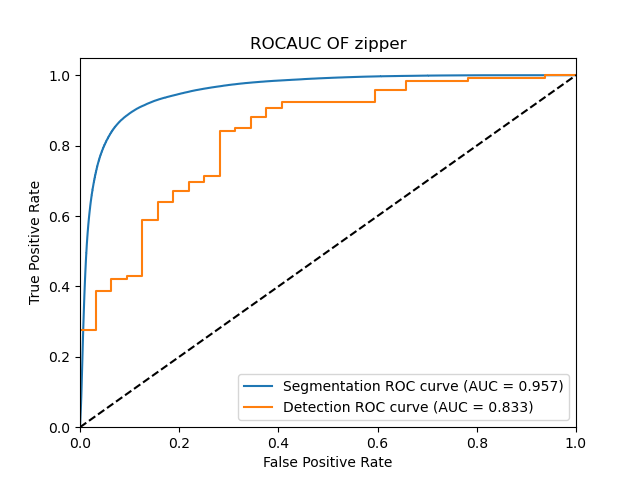 ROCAUC OF zipper
True Positive Rate
1.0
0.8
0.6
0.4
0.2
0.0
Segmentation ROC curve (AUC = 0.957)
Detection ROC curve (AUC = 0.833)
0.0 0.2 0.4 0.6 0.8 1.0
False Positive Rate